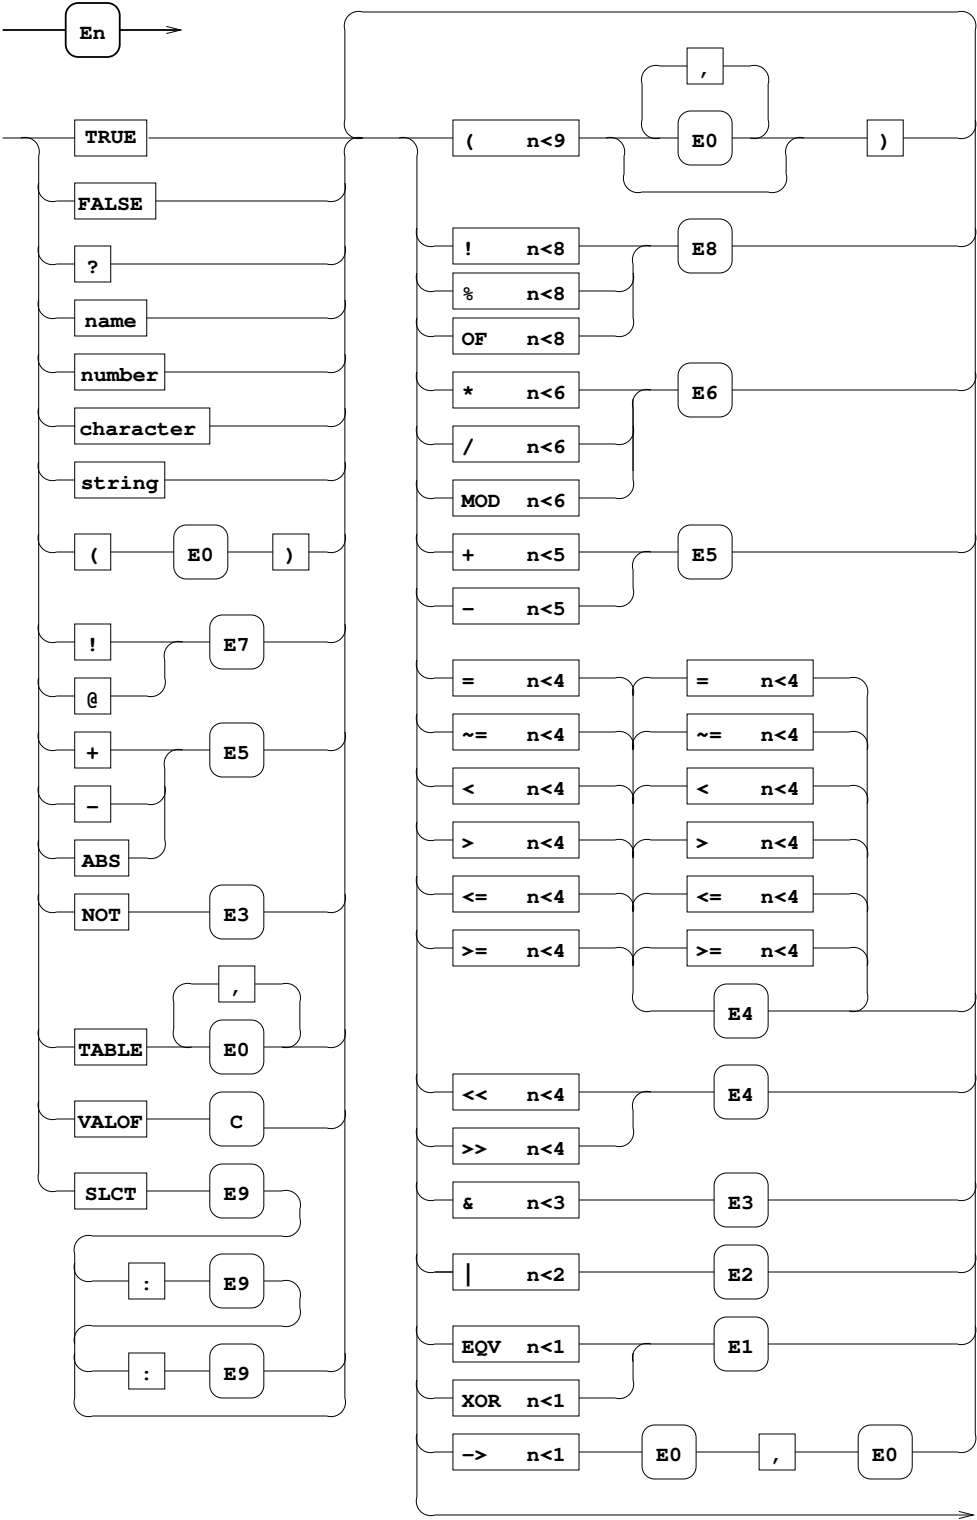 En
TRUE
FALSE
?
name
number
character
string
( E0 )
!
@
E7
+
-
ABS
E5
NOT E3
,
TABLE E0
VALOF C
SLCT E9
: E9
: E9
,
( n<9 E0 )
! n<8 E8
% n<8
OF n<8
* n<6 E6
/ n<6
MOD n<6
+ n<5 E5
- n<5
= n<4 = n<4
~= n<4 ~= n<4
< n<4 < n<4
> n<4 > n<4
<= n<4 <= n<4
>= n<4 >= n<4
E4
<< n<4 E4
>> n<4
& n<3 E3
| n<2 E2
EQV n<1 E1
XOR n<1
-> n<1 E0 , E0